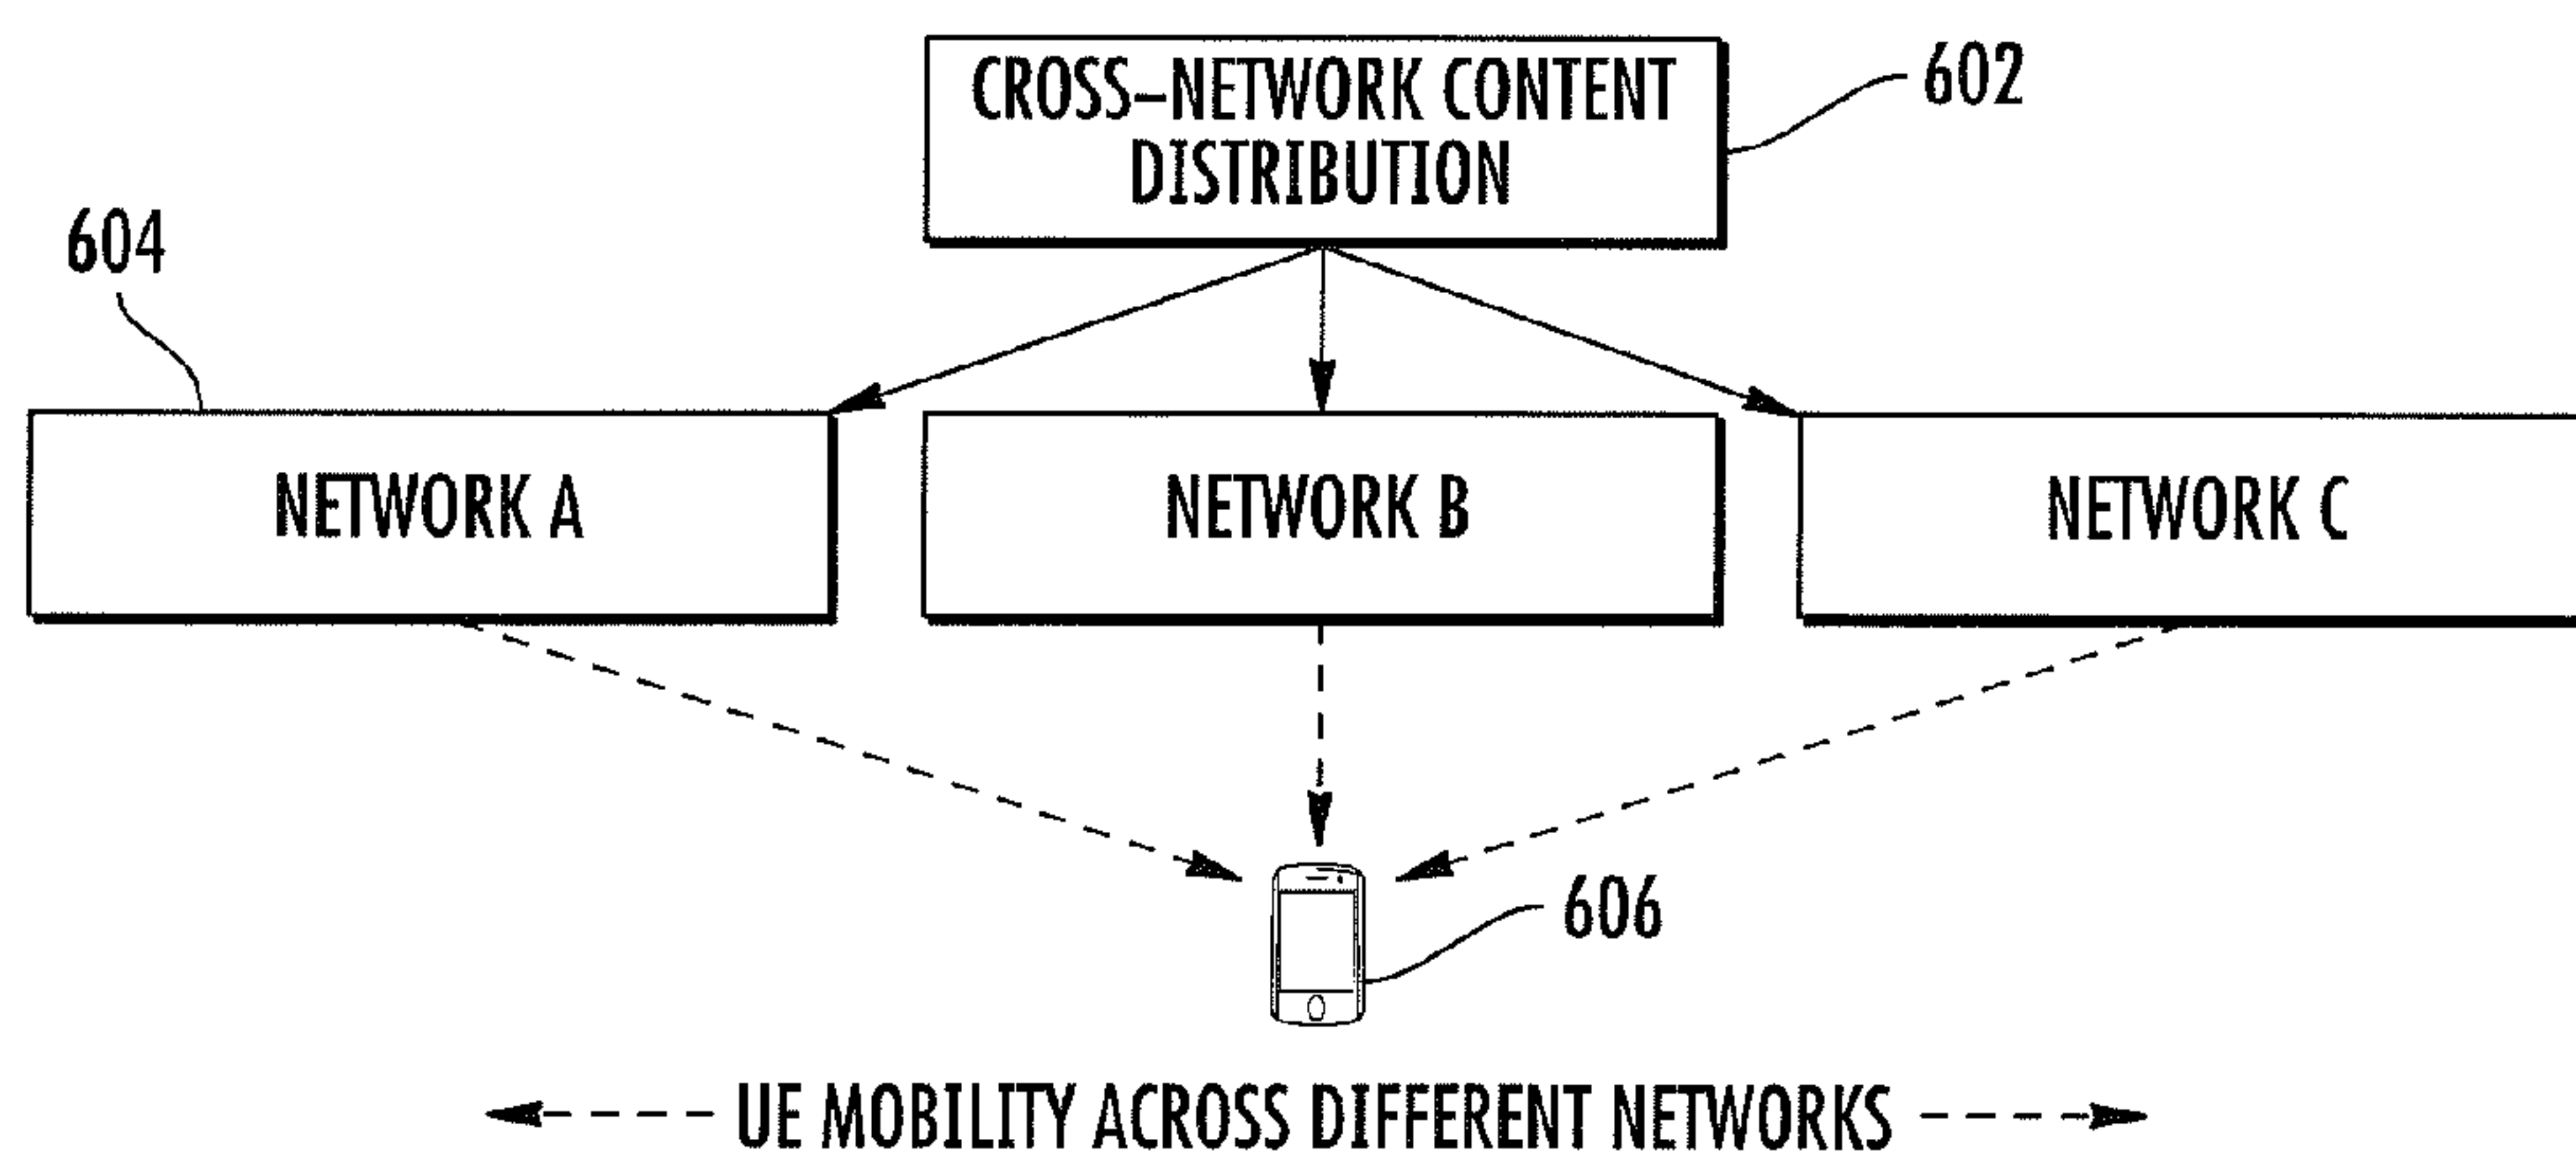 CROSS–NETWORK CONTENT
DISTRIBUTION
602
604
NETWORK A
NETWORK B
NETWORK C
606
UE MOBILITY ACROSS DIFFERENT NETWORKS